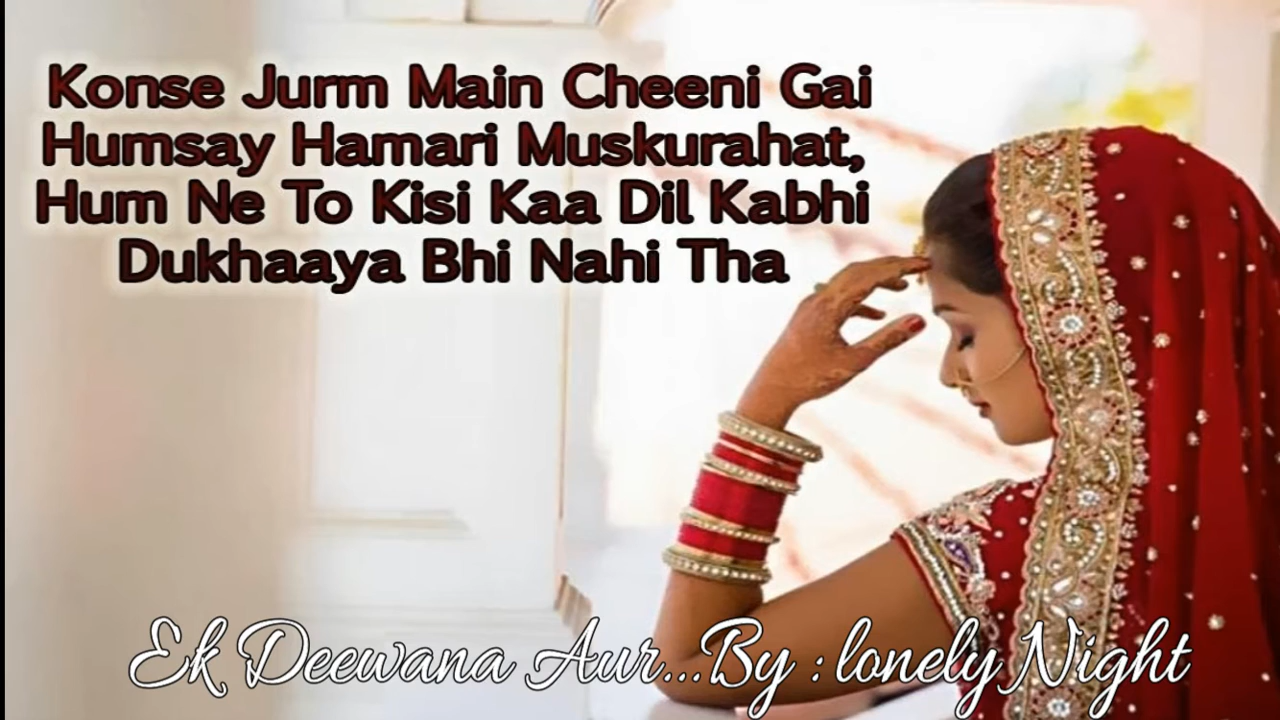 Konse Jurm Main Cheeni Gai
Humsay Hamari Muskurahat,
Hum Ne To Kisi Kaa Dil Kabhi
Dukhaaya Bhi Nahi Tha
Ek Deewana Aur...By : lonely Night